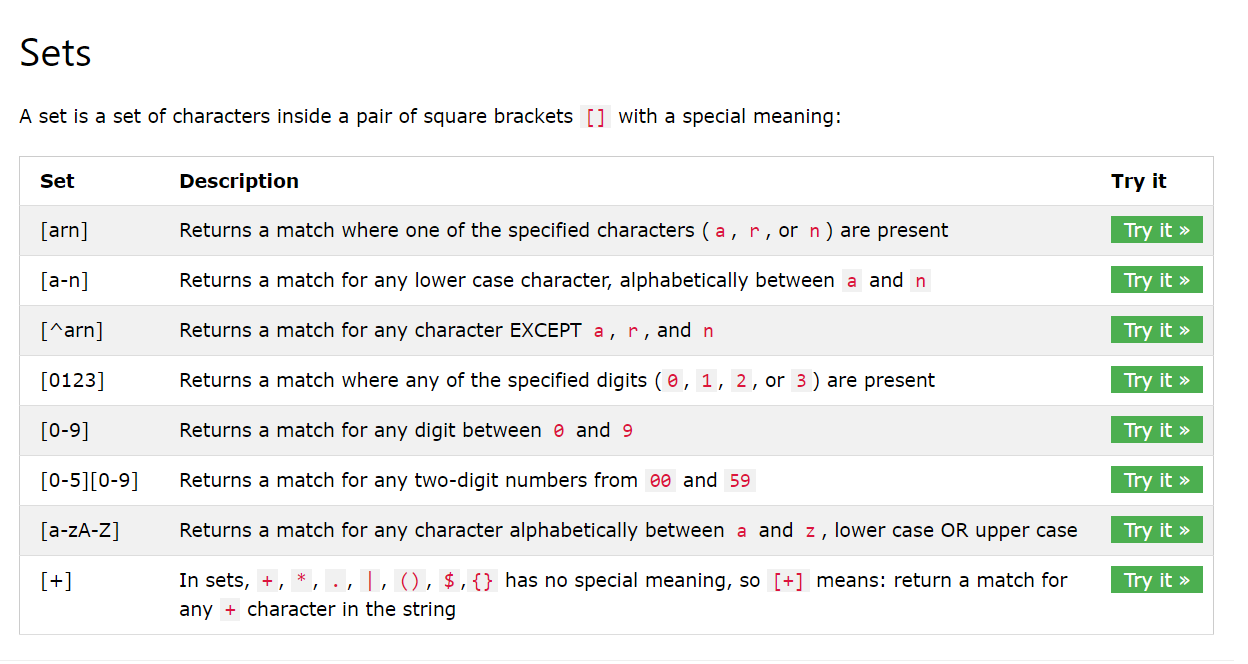 Sets
A set is a set of characters inside a pair of square brackets [] with a special meaning:
Set Description Try it
[arn] Returns a match where one of the specified characters (a, r, or n) are present Try it »
[a-n] Returns a match for any lower case character, alphabetically between a and n Try it »
[^arn] Returns a match for any character EXCEPT a, r, and n Try it »
[0123] Returns a match where any of the specified digits (0, 1, 2, or 3) are present Try it »
[0-9] Returns a match for any digit between 0 and 9 Try it »
[0-5][0-9] Returns a match for any two-digit numbers from 00 and 59 Try it »
[a-zA-Z] Returns a match for any character alphabetically between a and z, lower case OR upper case Try it »
[+] In sets, +, *, ., |, (), $,{} has no special meaning, so [+] means: return a match for Try it »
any + character in the string